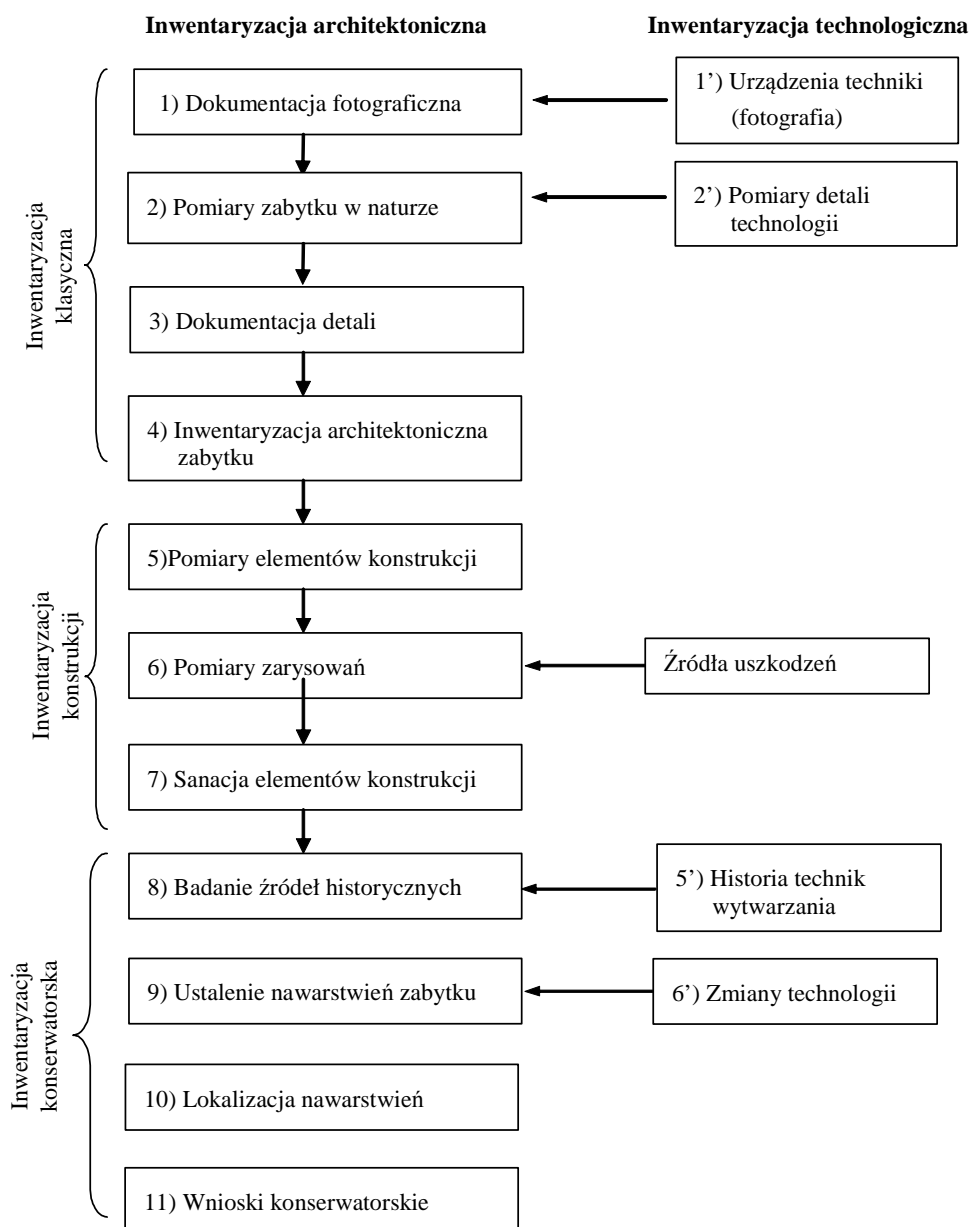 Inwentaryzacja architektoniczna
Inwentaryzacja technologiczna
1) Dokumentacja fotograficzna
1’) Urządzenia techniki
(fotografia)
2) Pomiary zabytku w naturze
2’) Pomiary detali
technologii
Inwentaryzacja
klasyczna
3) Dokumentacja detali
4) Inwentaryzacja architektoniczna
zabytku
Inwentaryzacja
konstrukcji
5)Pomiary elementów konstrukcji
6) Pomiary zarysowań
Źródła uszkodzeń
7) Sanacja elementów konstrukcji
Inwentaryzacja
konserwatorska
8) Badanie źródeł historycznych
5’) Historia technik
wytwarzania
9) Ustalenie nawarstwień zabytku
6’) Zmiany technologii
10) Lokalizacja nawarstwień
11) Wnioski konserwatorskie